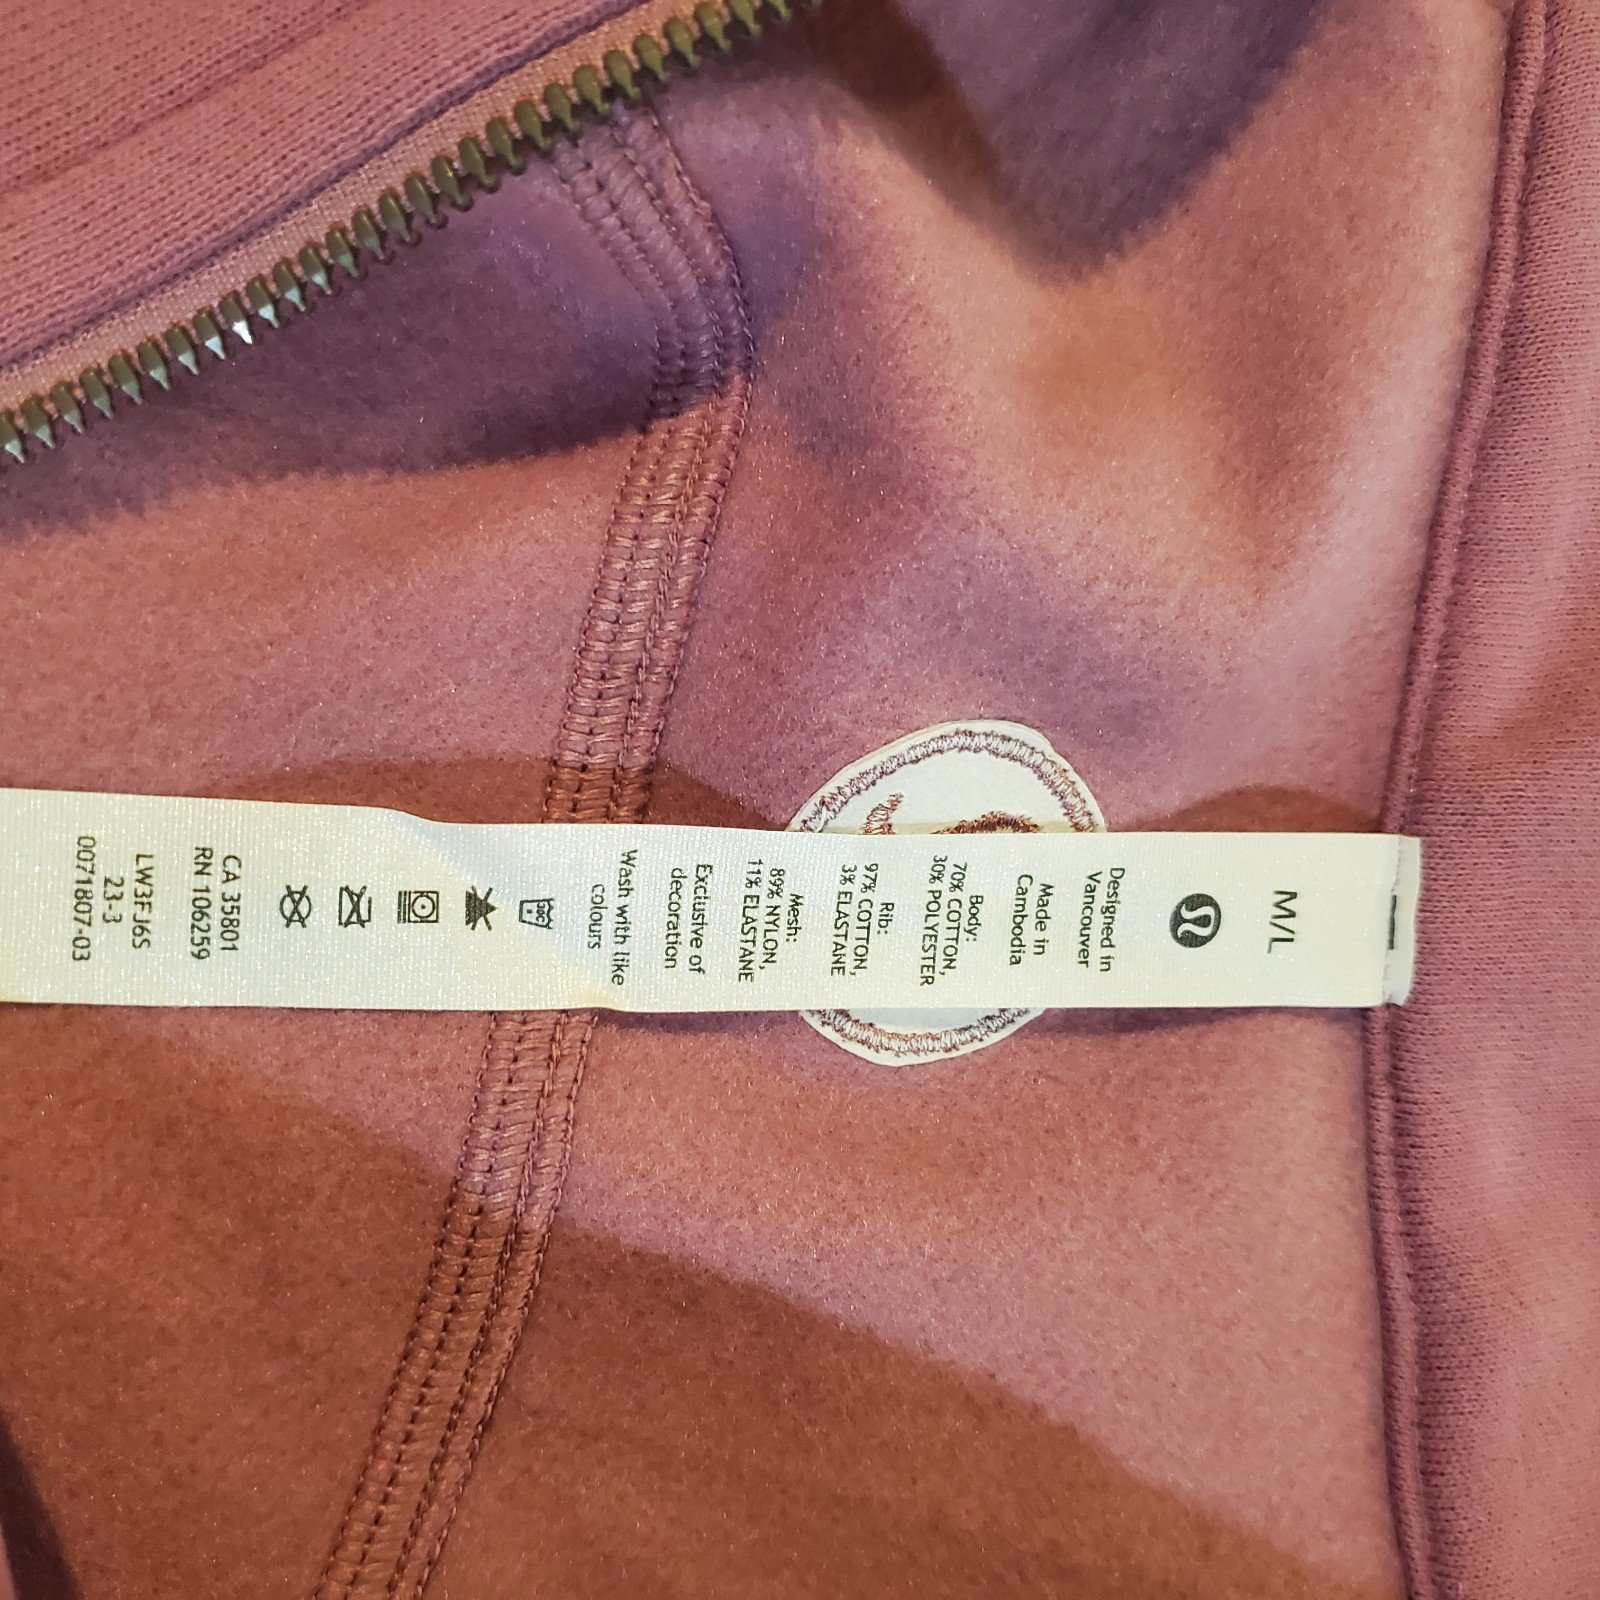 M/L
Designed in
Vancouver
Made in
Cambodia
Body:
70% COTTON,
30% POLYESTER
Rib:
97% COTTON,
3% ELASTANE
Mesh:
89% NYLON,
11% ELASTANE
Exclusive of
decoration
Wash with like
colours
30C
CA 35801
RN 106259
LW3FJ6S
23-3
0071807-03